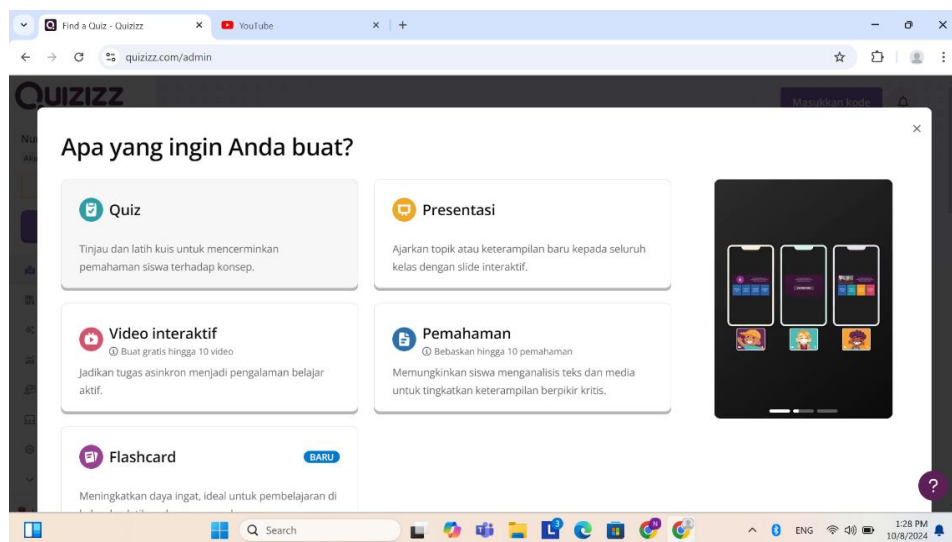 Find a Quiz - Quizizz
YouTube
quizizz.com/admin
QUIZIZZ
Masukkan kode
Apa yang ingin Anda buat?
Quiz
Tinjau dan latih kuis untuk mencerminkan
pemahaman siswa terhadap konsep.
Presentasi
Ajarkan topik atau keterampilan baru kepada seluruh
kelas dengan slide interaktif.
Video interaktif
Buat gratis hingga 10 video
Jadikan tugas asinkron menjadi pengalaman belajar
aktif.
Pemahaman
Bebaskan hingga 10 pemahaman
Memungkinkan siswa menganalisis teks dan media
untuk tingkatkan keterampilan berpikir kritis.
Flashcard
BARU
Meningkatkan daya ingat, ideal untuk pembelajaran di
?
Search
ENG
1:28 PM
10/8/2024